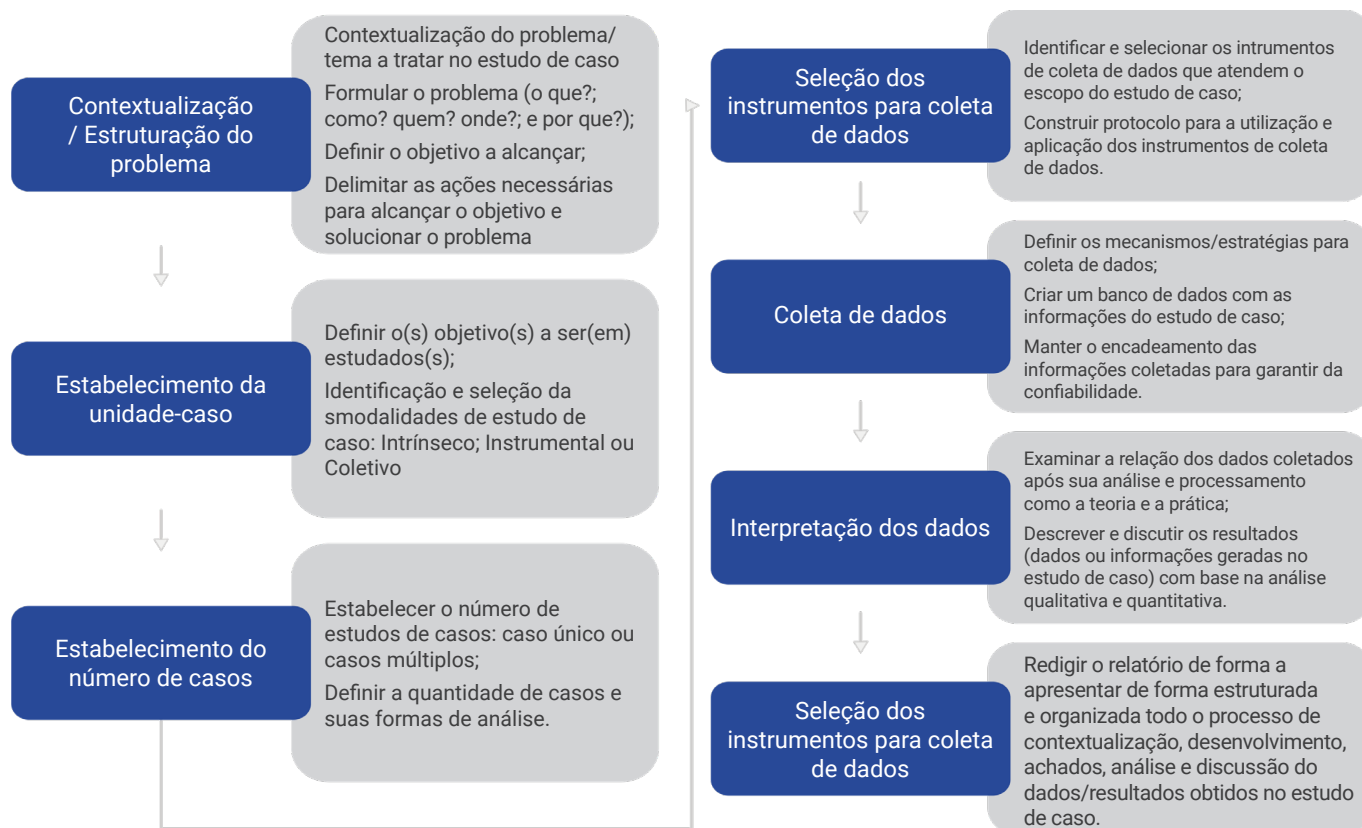 Contextualização
/ Estruturação do
problema
Contextualização do problema/
tema a tratar no estudo de caso
Formular o problema (o que?;
como? quem? onde?; e por que?);
Definir o objetivo a alcançar;
Delimitar as ações necessárias
para alcançar o objetivo e
solucionar o problema
Estabelecimento da
unidade-caso
Definir o(s) objetivo(s) a ser(em)
estudados(s);
Identificação e seleção da
smodalidades de estudo de
caso: Intrínseco; Instrumental ou
Coletivo
Estabelecimento do
número de casos
Estabelecer o número de
estudos de casos: caso único ou
casos múltiplos;
Definir a quantidade de casos e
suas formas de análise.
Seleção dos
instrumentos para coleta
de dados
Identificar e selecionar os intrumentos
de coleta de dados que atendem o
escopo do estudo de caso;
Construir protocolo para a utilização e
aplicação dos instrumentos de coleta
de dados.
Coleta de dados
Definir os mecanismos/estratégias para
coleta de dados;
Criar um banco de dados com as
informações do estudo de caso;
Manter o encadeamento das
informações coletadas para garantir da
confiabilidade.
Interpretação dos dados
Examinar a relação dos dados coletados
após sua análise e processamento
como a teoria e a prática;
Descrever e discutir os resultados
(dados ou informações geradas no
estudo de caso) com base na análise
qualitativa e quantitativa.
Seleção dos
instrumentos para coleta
de dados
Redigir o relatório de forma a
apresentar de forma estruturada
e organizada todo o processo de
contextualização, desenvolvimento,
achados, análise e discussão do
dados/resultados obtidos no estudo
de caso.